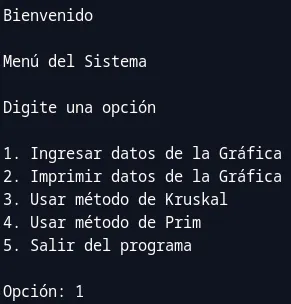 Bienvenido
Menú del Sistema
Digite una opción
1. Ingresar datos de la Gráfica
2. Imprimir datos de la Gráfica
3. Usar método de Kruskal
4. Usar método de Prim
5. Salir del programa
Opción: 1